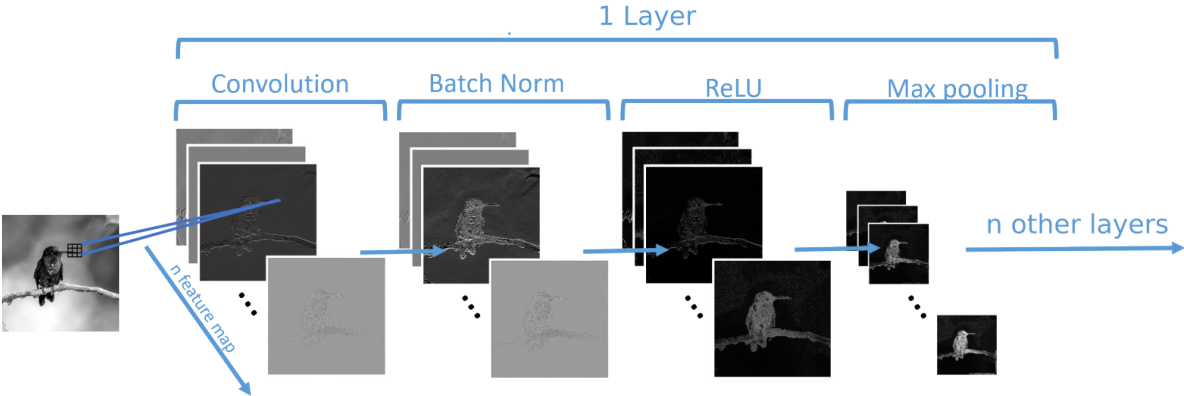 1 Layer
Convolution
Batch Norm
ReLU
Max pooling
n other layers
n feature map